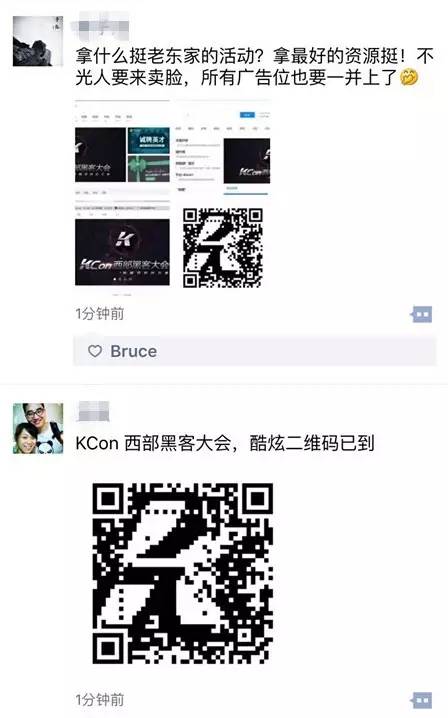 拿什么挺老东家的活动？拿最好的资源挺！不
光人要来卖脸，所有广告位也要一并上了
诚聘英才
KCon 西部黑客大会
1分钟前
Bruce
KCon 西部黑客大会，酷炫二维码已到
1分钟前